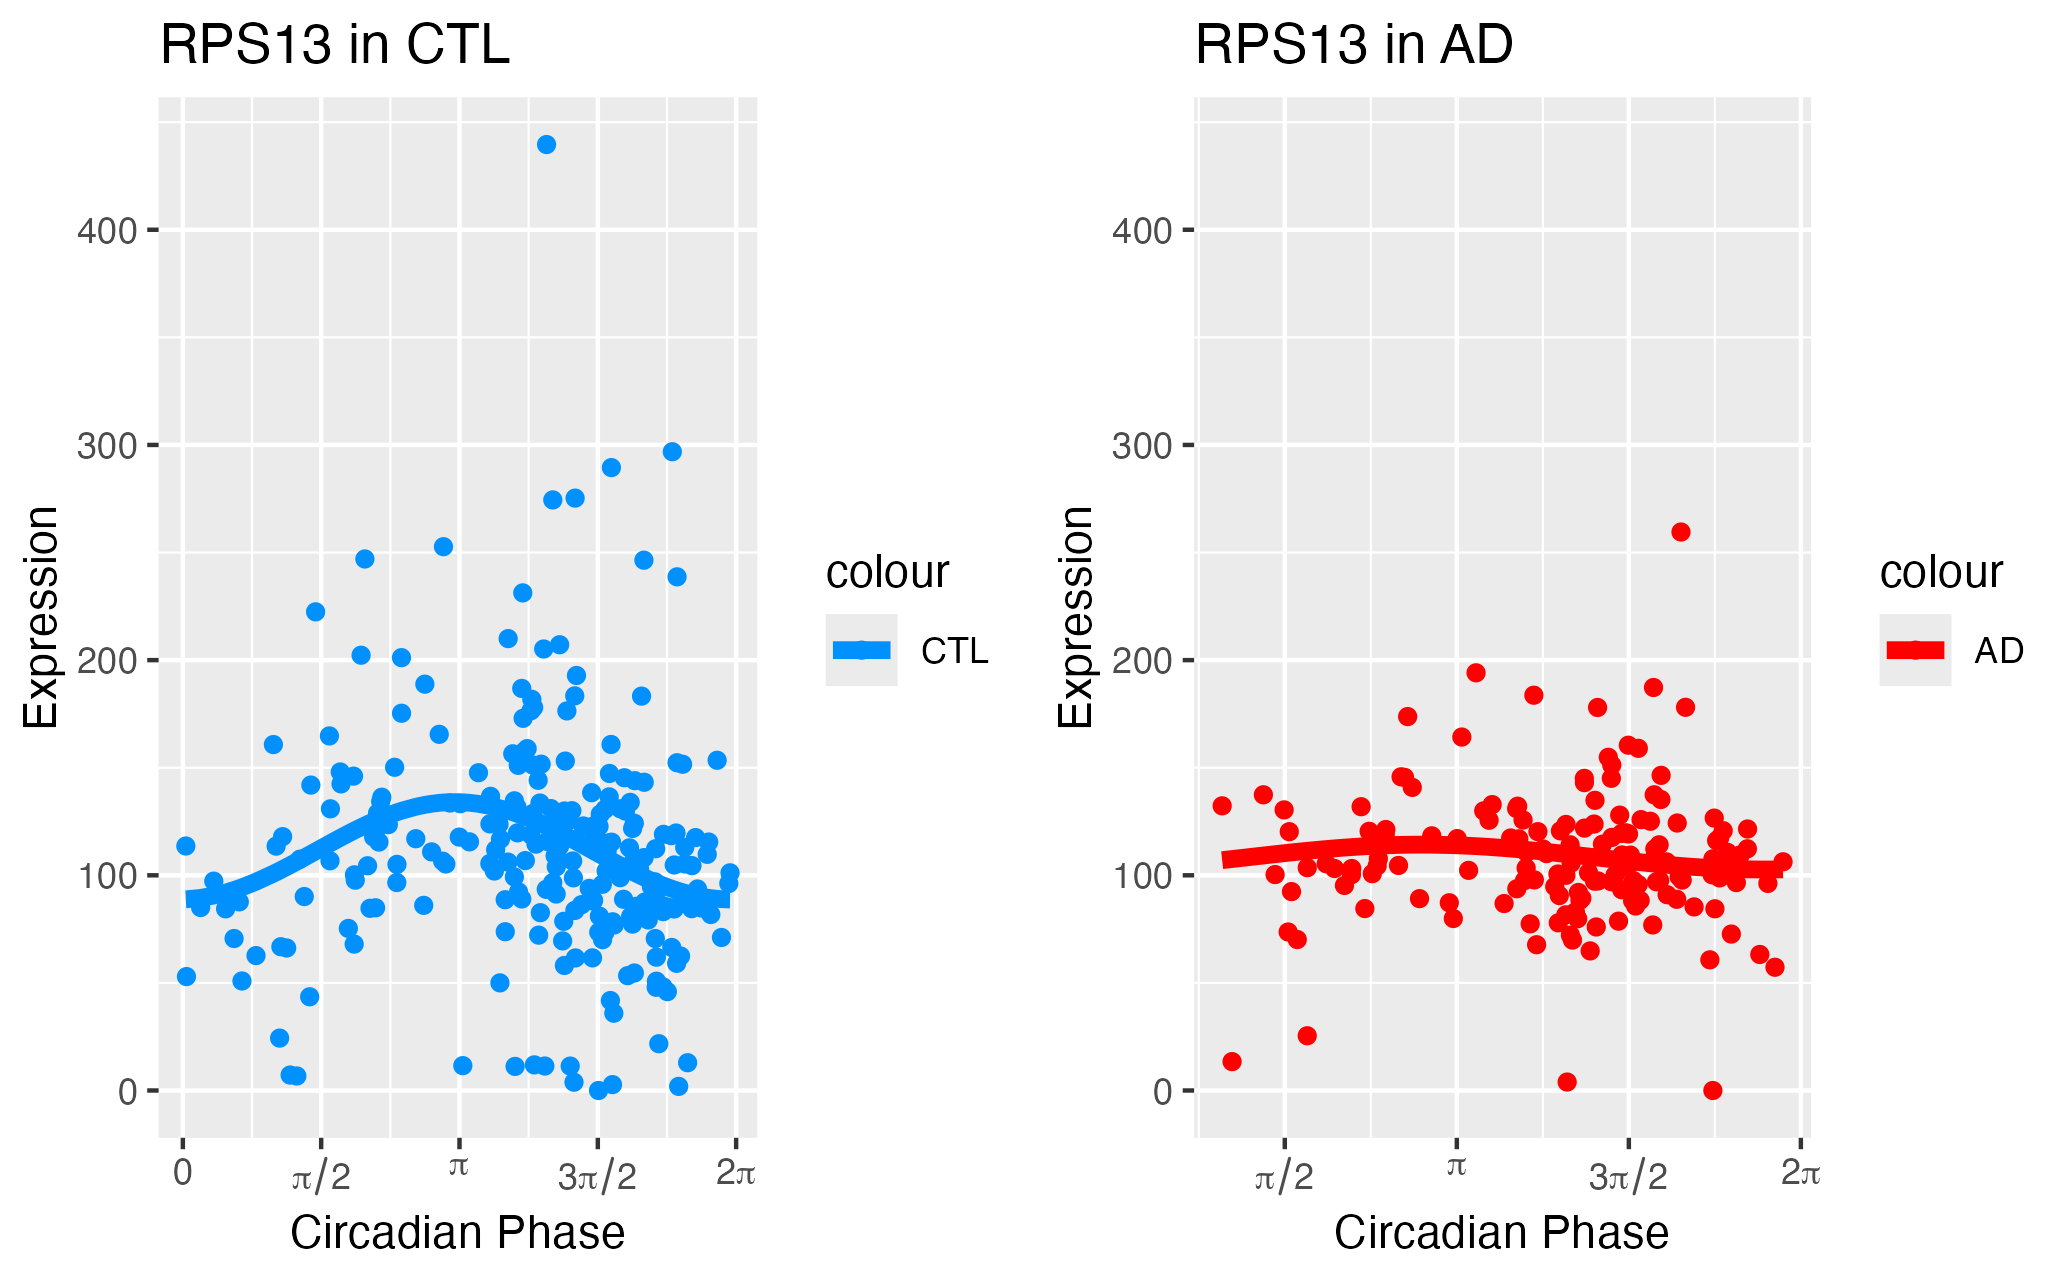 RPS13 in CTL
Expression
400
300
200
100
0
0 π/2 π 3π/2 2π
Circadian Phase
colour
CTL
RPS13 in AD
Expression
400
300
200
100
0
π/2 π 3π/2 2π
Circadian Phase
colour
AD